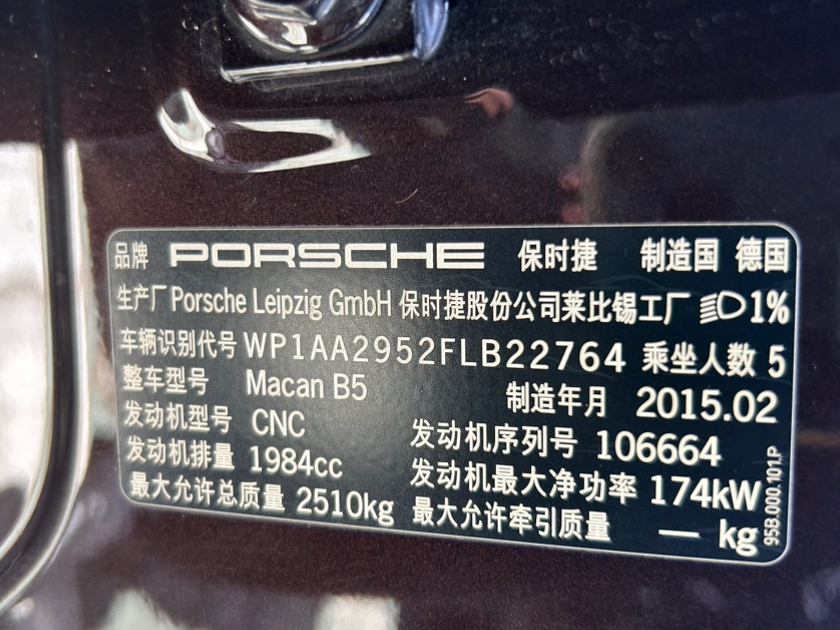 品牌 PORSCHE 保时捷 制造国 德国
生产厂 Porsche Leipzig GmbH 保时捷股份公司莱比锡工厂 1%
车辆识别代号 WP1AA2952FLB22764 乘坐人数 5
整车型号 Macan B5 制造年月 2015.02
发动机型号 CNC 发动机序列号 106664
发动机排量 1984cc 发动机最大净功率 174kW
最大允许总质量 2510kg 最大允许牵引质量 — kg
95B.000.101.P